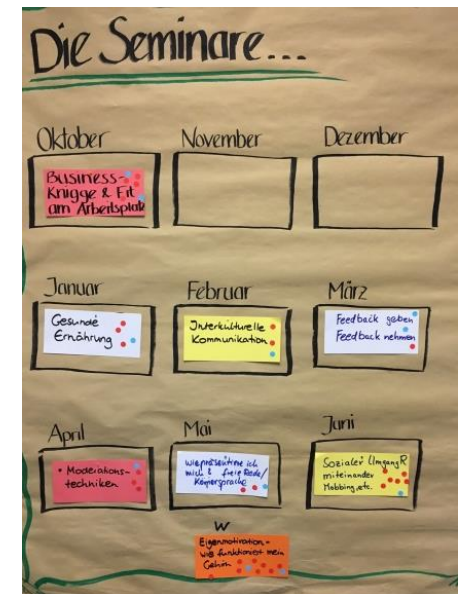 Die Seminare...
Oktober
November
Dezember
Business-
Knigge & Fit
am Arbeitsplatz
Januar
Februar
März
Gesunde
Ernährung
Interkulturelle
Kommunikation
Feedback geben
Feedback nehmen
April
Mai
Juni
• Moderations-
techniken
wie präsentiere ich
mich & freie Rede/
Körpersprache
Sozialer Umgang
miteinander
Mobbing, etc.
W
Eigenmotivation-
wie funktioniert mein
Gehirn